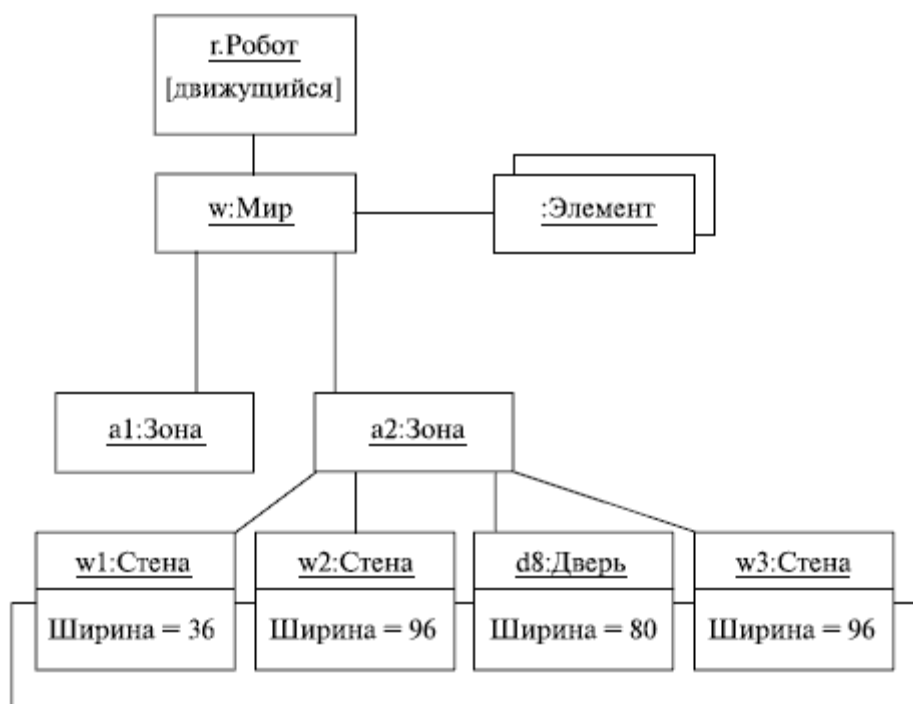 r.Робот
[движущийся]
w:Мир
:Элемент
a1:Зона
a2:Зона
w1:Стена
w2:Стена
d8:Дверь
w3:Стена
Ширина = 36
Ширина = 96
Ширина = 80
Ширина = 96